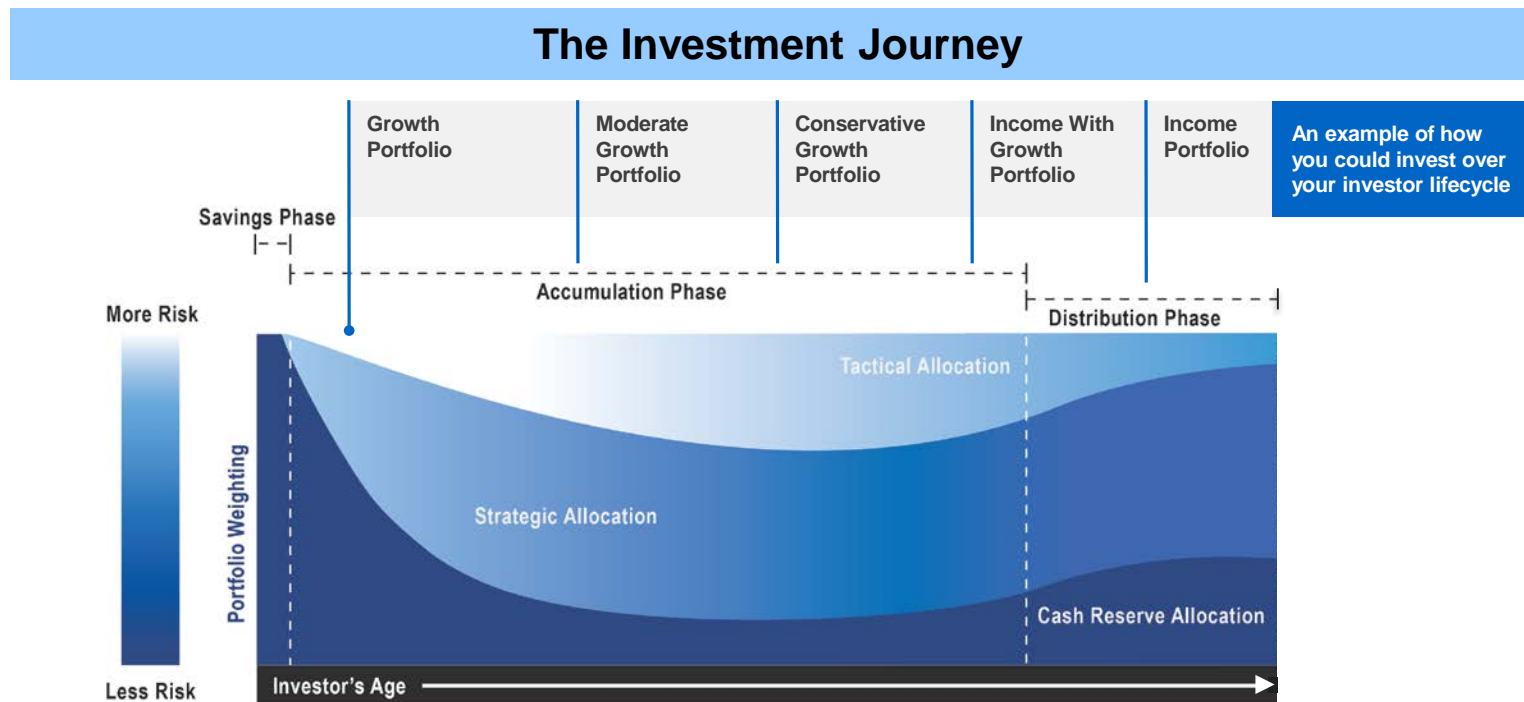 The Investment Journey
Growth
Portfolio
Moderate
Growth
Portfolio
Conservative
Growth
Portfolio
Income With
Growth
Portfolio
Income
Portfolio
An example of how
you could invest over
your investor lifecycle
Savings Phase
Accumulation Phase
Distribution Phase
More Risk
Less Risk
Portfolio Weighting
Tactical Allocation
Strategic Allocation
Cash Reserve Allocation
Investor's Age